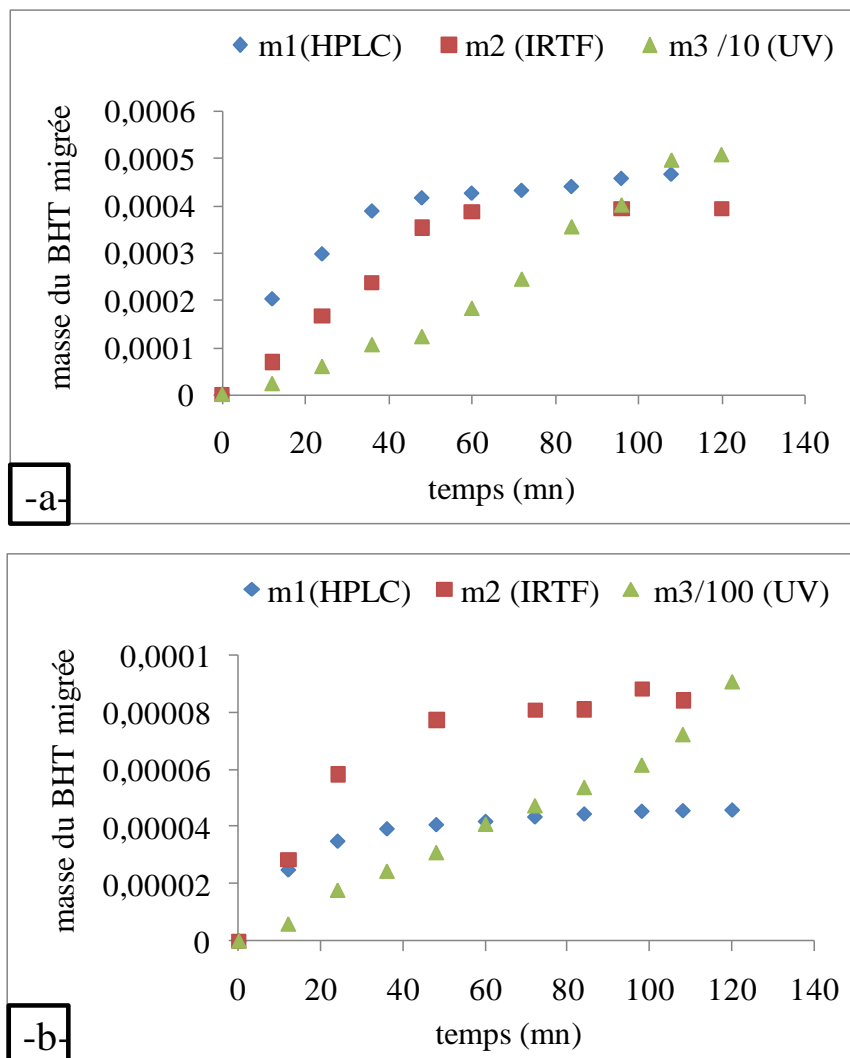 m1(HPLC) m2 (IRTF) m3 /10 (UV)
masse du BHT migrée
0,0006
0,0005
0,0004
0,0003
0,0002
0,0001
0
0 20 40 60 80 100 120 140
temps (mn)
-a-
m1(HPLC) m2 (IRTF) m3/100 (UV)
masse du BHT migrée
0,0001
0,00008
0,00006
0,00004
0,00002
0
0 20 40 60 80 100 120 140
temps (mn)
-b-